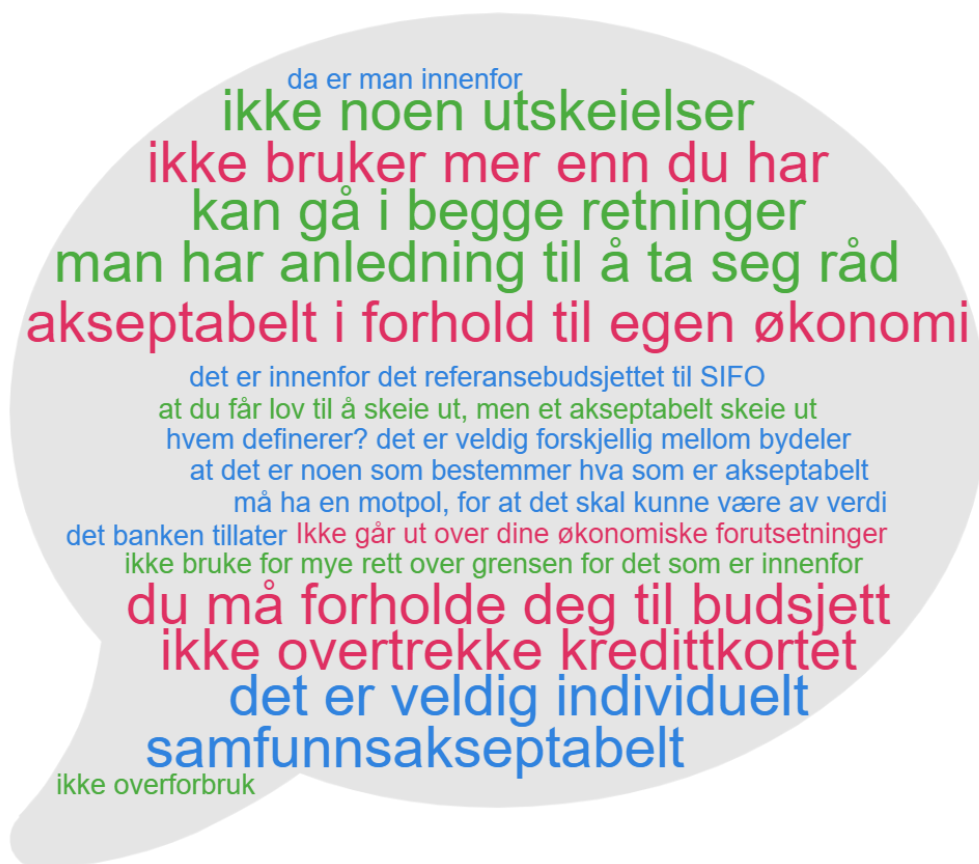 da er man innenfor
ikke noen utskeielser
ikke bruker mer enn du har
kan gå i begge retninger
man har anledning til å ta seg råd
akseptabelt i forhold til egen økonomi
det er innenfor det referansebudsjettet til SIFO
at du får lov til å skeie ut, men et akseptabelt skeie ut
hvem definerer? det er veldig forskjellig mellom bydeler
at det er noen som bestemmer hva som er akseptabelt
må ha en motpol, for at det skal kunne være av verdi
det banken tillater Ikke går ut over dine økonomiske forutsetninger
ikke bruke for mye rett over grensen for det som er innenfor
du må forholde deg til budsjett
ikke overtrekke kredittkortet
det er veldig individuelt
samfunnsakseptabelt
ikke overforbruk